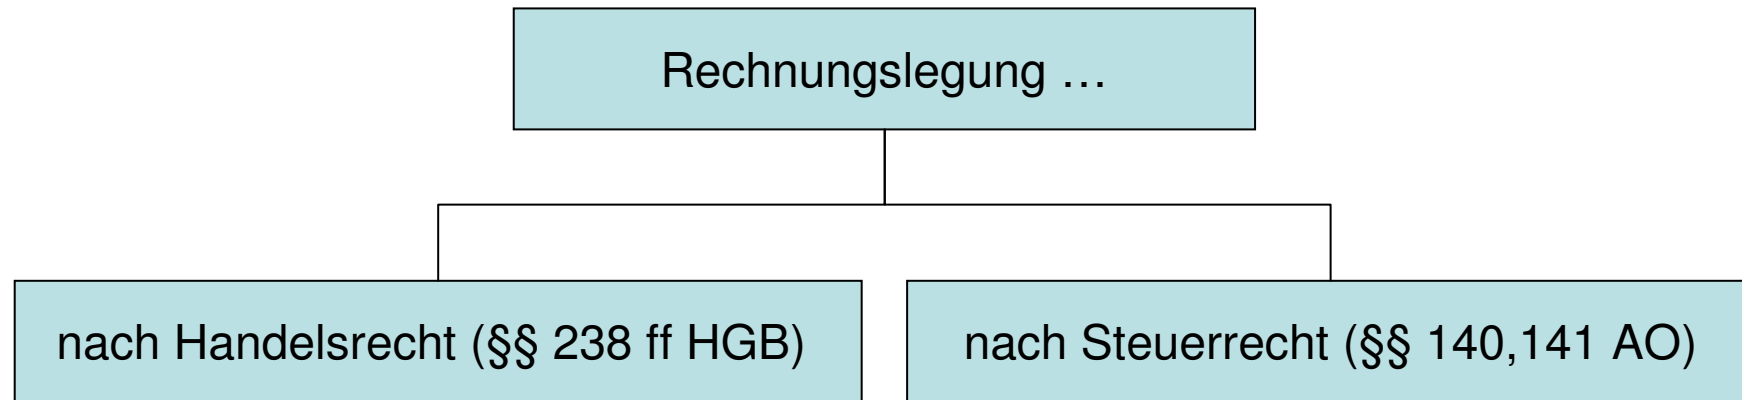 Rechnungslegung …
nach Handelsrecht (§§ 238 ff HGB)
nach Steuerrecht (§§ 140,141 AO)